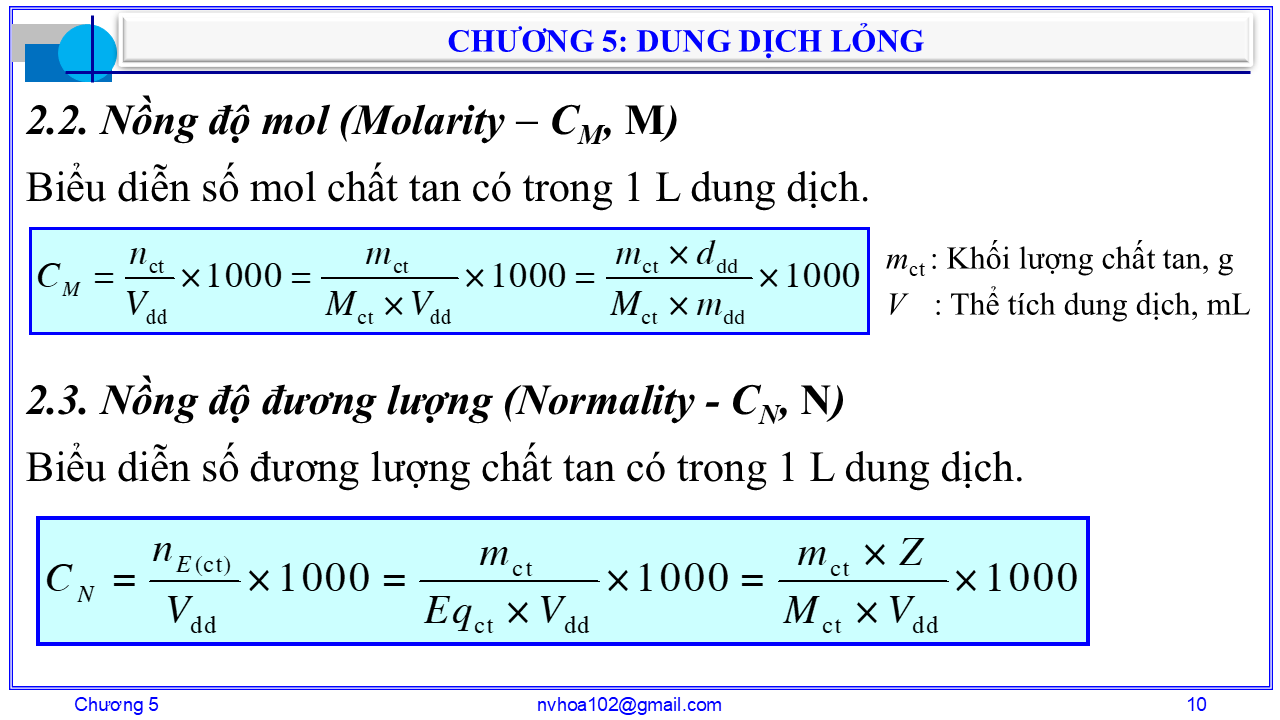 CHƯƠNG 5: DUNG DỊCH LỎNG
2.2. Nồng độ mol (Molarity – C_M, M)
Biểu diễn số mol chất tan có trong 1 L dung dịch.
C_M = n_ct / V_dd × 1000 = m_ct / (M_ct × V_dd) × 1000 = (m_ct × d_dd) / (M_ct × m_dd) × 1000
m_ct : Khối lượng chất tan, g
V : Thể tích dung dịch, mL
2.3. Nồng độ đương lượng (Normality - C_N, N)
Biểu diễn số đương lượng chất tan có trong 1 L dung dịch.
C_N = n_E(ct) / V_dd × 1000 = m_ct / (Eq_ct × V_dd) × 1000 = (m_ct × Z) / (M_ct × V_dd) × 1000
Chương 5 nvhoa102@gmail.com 10